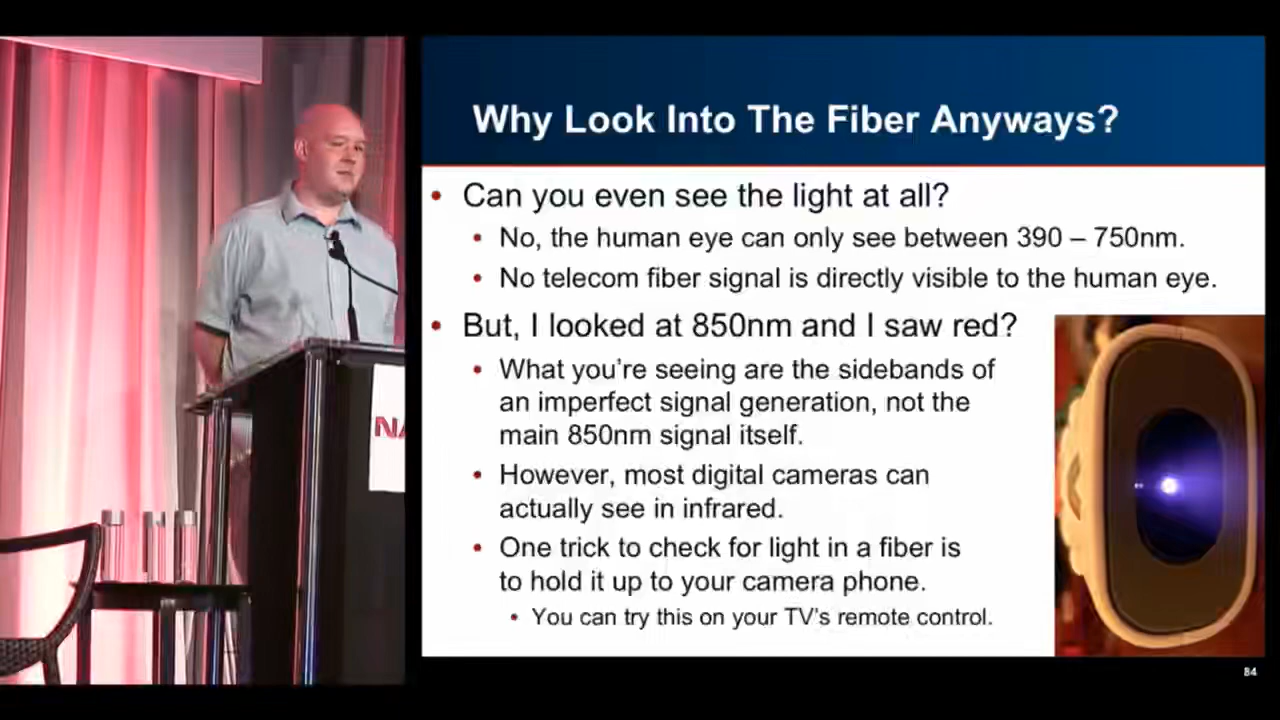 Why Look Into The Fiber Anyways?
• Can you even see the light at all?
• No, the human eye can only see between 390 – 750nm.
• No telecom fiber signal is directly visible to the human eye.
• But, I looked at 850nm and I saw red?
• What you're seeing are the sidebands of
an imperfect signal generation, not the
main 850nm signal itself.
• However, most digital cameras can
actually see in infrared.
• One trick to check for light in a fiber is
to hold it up to your camera phone.
• You can try this on your TV's remote control.
NA
84